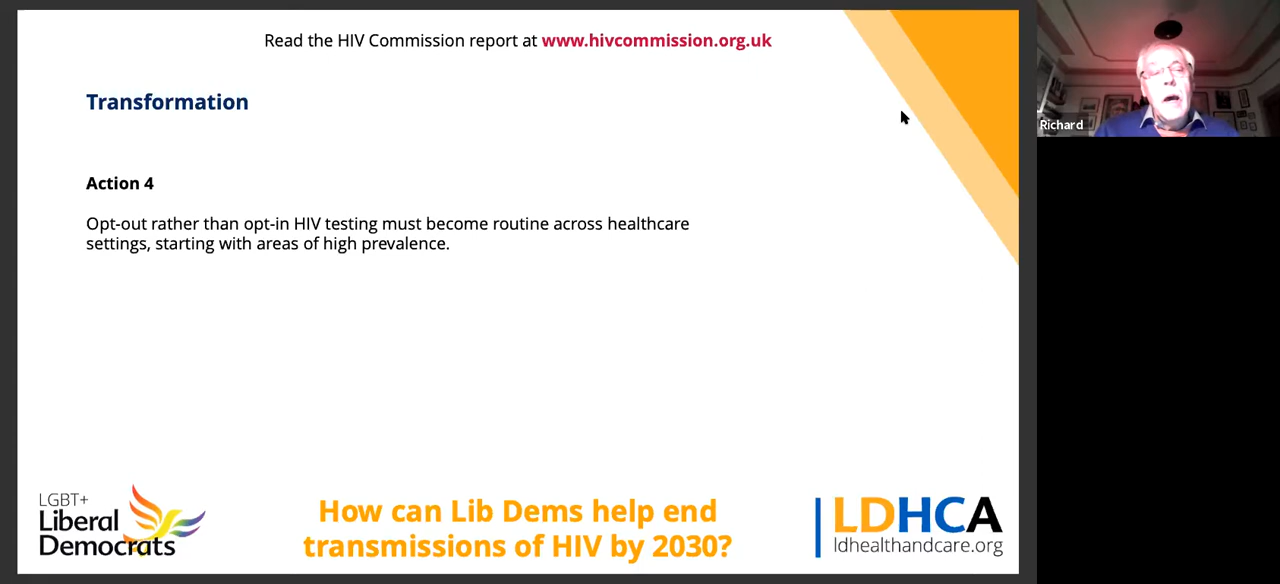 Read the HIV Commission report at www.hivcommission.org.uk
Transformation
Action 4
Opt-out rather than opt-in HIV testing must become routine across healthcare
settings, starting with areas of high prevalence.
LGBT+
Liberal
Democrats
How can Lib Dems help end
transmissions of HIV by 2030?
LDHCA
ldhealthandcare.org
Richard